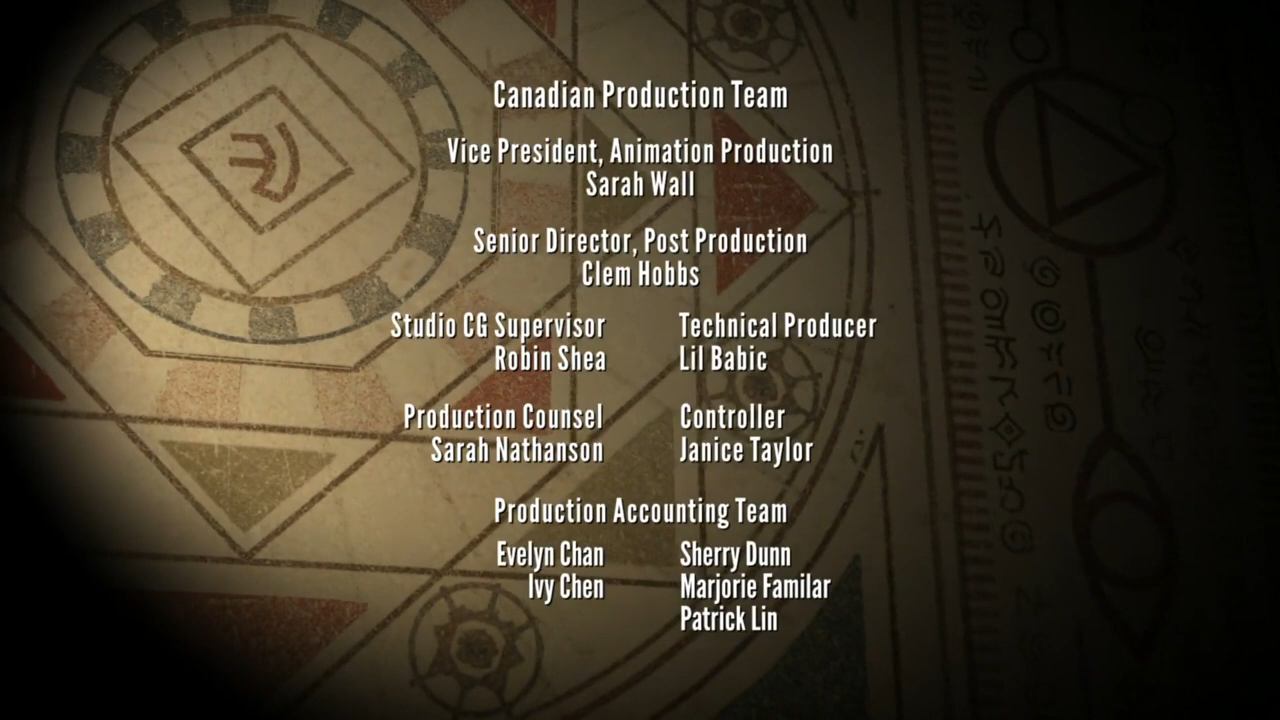 Canadian Production Team
Vice President, Animation Production
Sarah Wall
Senior Director, Post Production
Clem Hobbs
Studio CG Supervisor
Robin Shea
Technical Producer
Lil Babic
Production Counsel
Sarah Nathanson
Controller
Janice Taylor
Production Accounting Team
Evelyn Chan
Ivy Chen
Sherry Dunn
Marjorie Familar
Patrick Lin